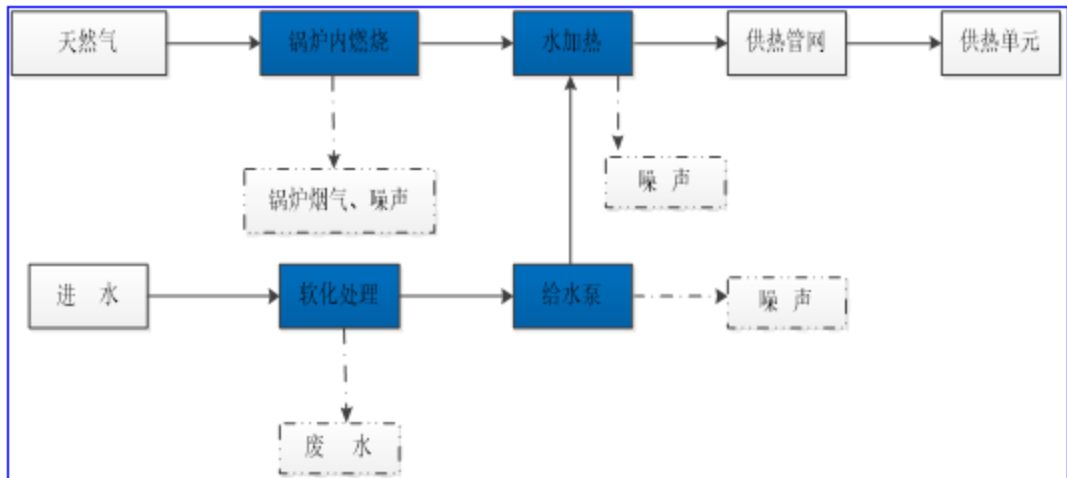 天然气
锅炉内燃烧
水加热
供热管网
供热单元
锅炉烟气、噪声
噪 声
进 水
软化处理
给水泵
噪 声
废 水